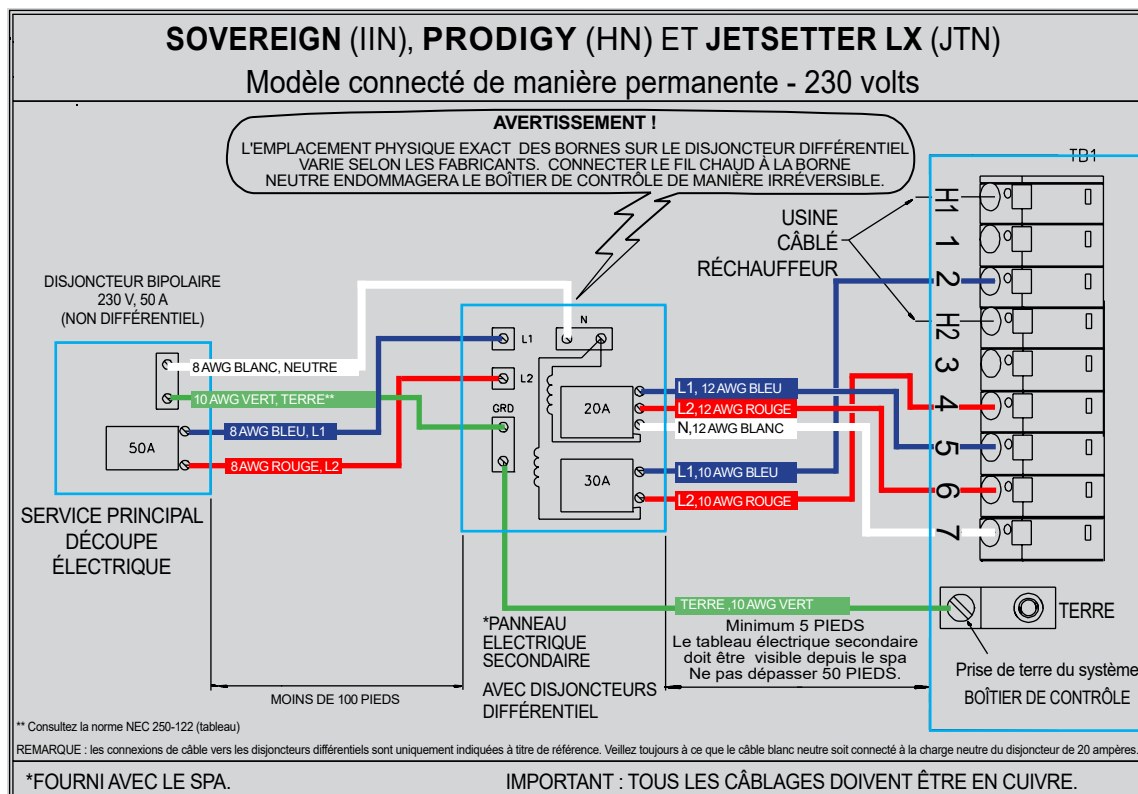 SOVEREIGN (IIN), PRODIGY (HN) ET JETSETTER LX (JTN)
Modèle connecté de manière permanente - 230 volts
AVERTISSEMENT !
L'EMPLACEMENT PHYSIQUE EXACT DES BORNES SUR LE DISJONCTEUR DIFFÉRENTIEL
VARIE SELON LES FABRICANTS. CONNECTER LE FIL CHAUD À LA BORNE
NEUTRE ENDOMMAGERA LE BOÎTIER DE CONTRÔLE DE MANIÈRE IRRÉVERSIBLE.
TB1
H1
1
2
H2
3
4
5
6
7
USINE
CÂBLÉ
RÉCHAUFFEUR
DISJONCTEUR BIPOLAIRE
230 V, 50 A
(NON DIFFÉRENTIEL)
8 AWG BLANC, NEUTRE
10 AWG VERT, TERRE**
8 AWG BLEU, L1
8 AWG ROUGE, L2
50A
SERVICE PRINCIPAL
DÉCOUPE
ÉLECTRIQUE
L1
L2
N
GRD
20A
30A
L1, 12 AWG BLEU
L2,12 AWG ROUGE
N,12 AWG BLANC
L1,10 AWG BLEU
L2,10 AWG ROUGE
TERRE ,10 AWG VERT
*PANNEAU
ELECTRIQUE
SECONDAIRE
AVEC DISJONCTEURS
DIFFÉRENTIEL
Minimum 5 PIEDS
Le tableau électrique secondaire
doit être visible depuis le spa
Ne pas dépasser 50 PIEDS.
TERRE
Prise de terre du système
BOÎTIER DE CONTRÔLE
MOINS DE 100 PIEDS
** Consultez la norme NEC 250-122 (tableau)
REMARQUE : les connexions de câble vers les disjoncteurs différentiels sont uniquement indiquées à titre de référence. Veillez toujours à ce que le câble blanc neutre soit connecté à la charge neutre du disjoncteur de 20 ampères.
*FOURNI AVEC LE SPA.
IMPORTANT : TOUS LES CÂBLAGES DOIVENT ÊTRE EN CUIVRE.